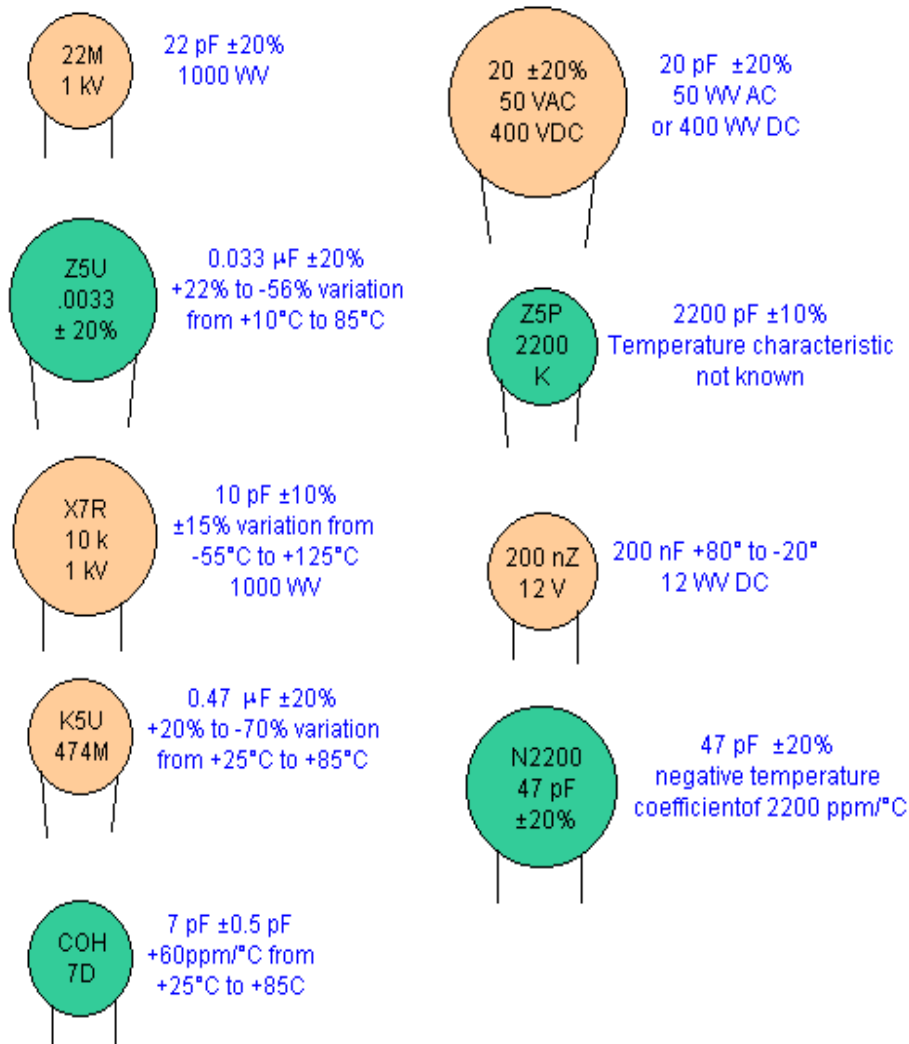 22M
1 kV
22 pF ±20%
1000 WV
20 ±20%
50 VAC
400 VDC
20 pF ±20%
50 WV AC
or 400 WV DC
Z5U
.0033
± 20%
0.033 μF ±20%
+22% to -56% variation
from +10°C to 85°C
Z5P
2200
K
2200 pF ±10%
Temperature characteristic
not known
X7R
10 k
1 kV
10 pF ±10%
±15% variation from
-55°C to +125°C
1000 WV
200 nZ
12 V
200 nF +80° to -20°
12 WV DC
K5U
474M
0.47 μF ±20%
+20% to -70% variation
from +25°C to +85°C
N2200
47 pF
±20%
47 pF ±20%
negative temperature
coefficientof 2200 ppm/°C
COH
7D
7 pF ±0.5 pF
+60ppm/°C from
+25°C to +85C